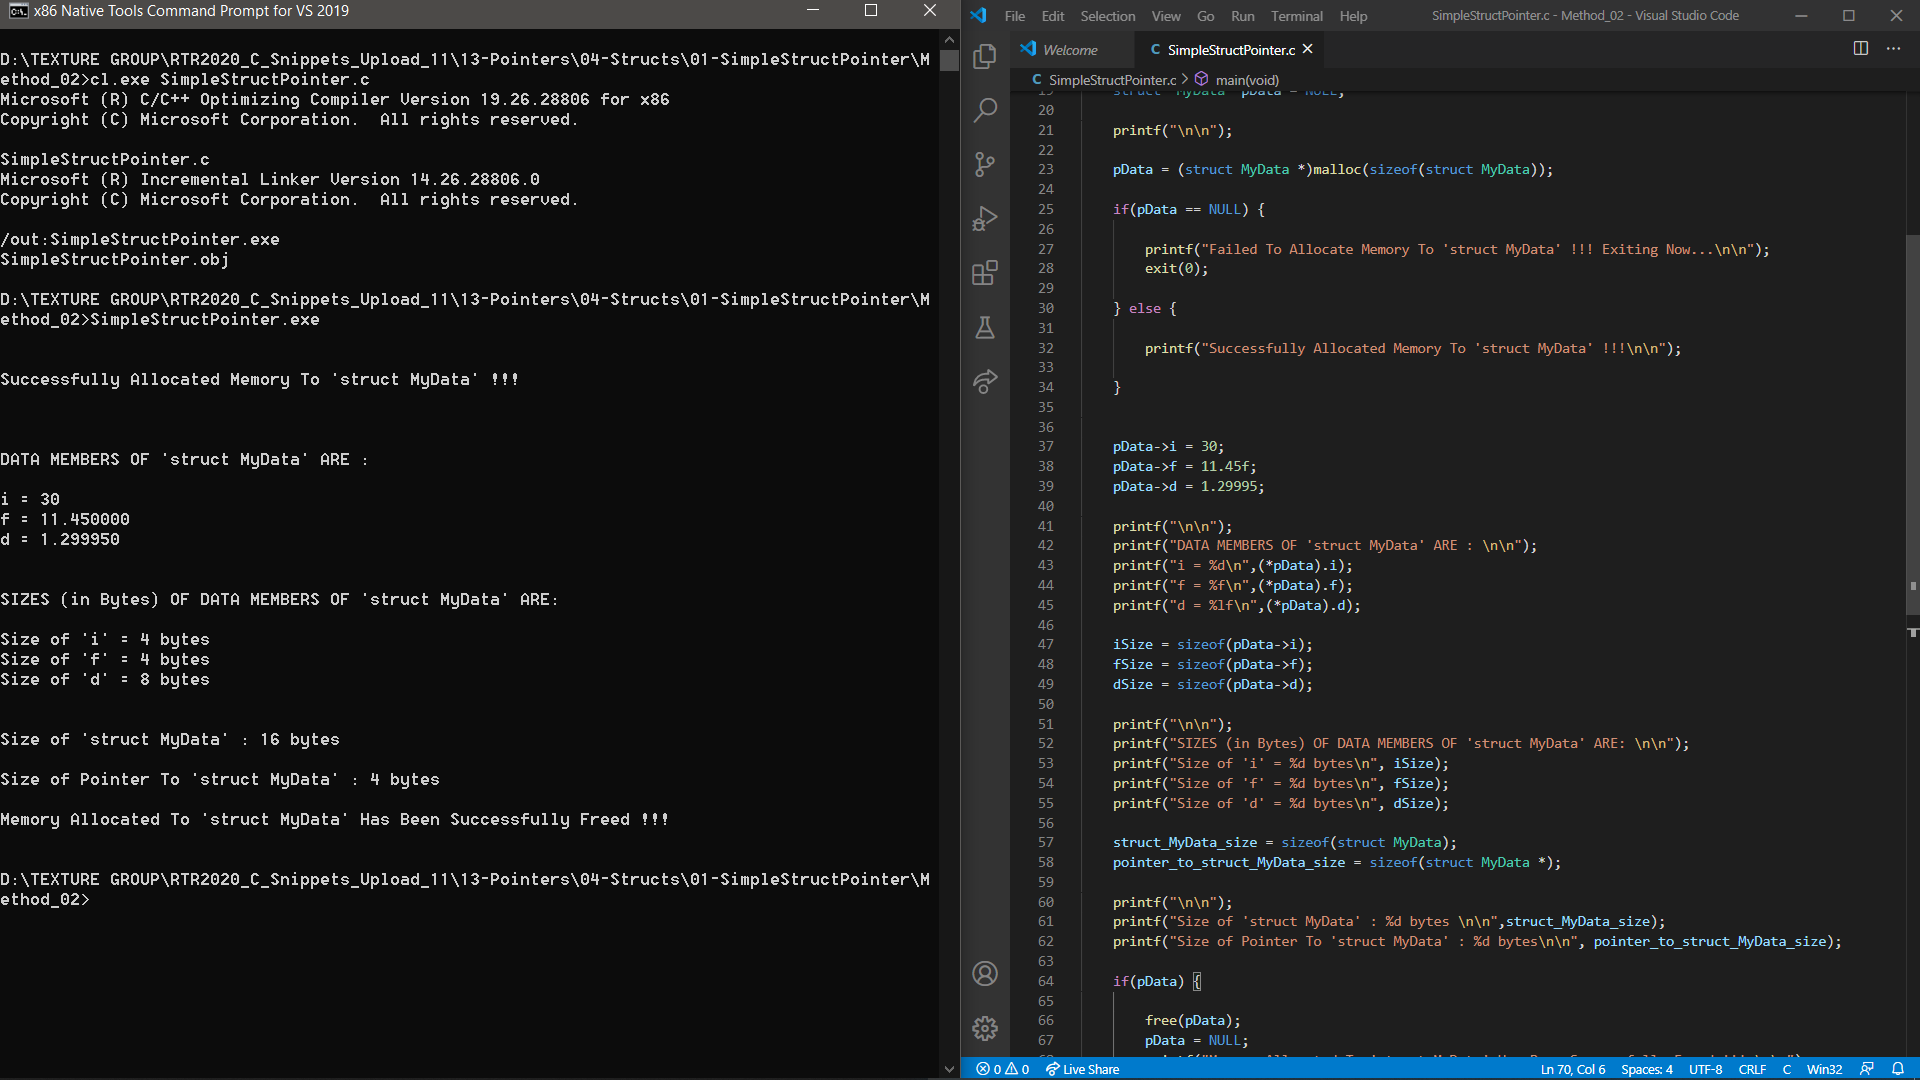 x86 Native Tools Command Prompt for VS 2019
D:\TEXTURE GROUP\RTR2020_C_Snippets_Upload_11\13-Pointers\04-Structs\01-SimpleStructPointer\M
ethod_02>cl.exe SimpleStructPointer.c
Microsoft (R) C/C++ Optimizing Compiler Version 19.26.28806 for x86
Copyright (C) Microsoft Corporation.  All rights reserved.
SimpleStructPointer.c
Microsoft (R) Incremental Linker Version 14.26.28806.0
Copyright (C) Microsoft Corporation.  All rights reserved.
/out:SimpleStructPointer.exe
SimpleStructPointer.obj
D:\TEXTURE GROUP\RTR2020_C_Snippets_Upload_11\13-Pointers\04-Structs\01-SimpleStructPointer\M
ethod_02>SimpleStructPointer.exe
Successfully Allocated Memory To 'struct MyData' !!!
DATA MEMBERS OF 'struct MyData' ARE :
i = 30
f = 11.450000
d = 1.299950
SIZES (in Bytes) OF DATA MEMBERS OF 'struct MyData' ARE:
Size of 'i' = 4 bytes
Size of 'f' = 4 bytes
Size of 'd' = 8 bytes
Size of 'struct MyData' : 16 bytes
Size of Pointer To 'struct MyData' : 4 bytes
Memory Allocated To 'struct MyData' Has Been Successfully Freed !!!
D:\TEXTURE GROUP\RTR2020_C_Snippets_Upload_11\13-Pointers\04-Structs\01-SimpleStructPointer\M
ethod_02>
File Edit Selection View Go Run Terminal Help SimpleStructPointer.c - Method_02 - Visual Studio Code
Welcome C SimpleStructPointer.c
C SimpleStructPointer.c > main(void)
19 struct MyData pData = NULL;
20
21 printf("\n\n");
22
23 pData = (struct MyData *)malloc(sizeof(struct MyData));
24
25 if(pData == NULL) {
26
27 printf("Failed To Allocate Memory To 'struct MyData' !!! Exiting Now...\n\n");
28 exit(0);
29
30 } else {
31
32 printf("Successfully Allocated Memory To 'struct MyData' !!!\n\n");
33
34 }
35
36
37 pData->i = 30;
38 pData->f = 11.45f;
39 pData->d = 1.29995;
40
41 printf("\n\n");
42 printf("DATA MEMBERS OF 'struct MyData' ARE : \n\n");
43 printf("i = %d\n",(*pData).i);
44 printf("f = %f\n",(*pData).f);
45 printf("d = %lf\n",(*pData).d);
46
47 iSize = sizeof(pData->i);
48 fSize = sizeof(pData->f);
49 dSize = sizeof(pData->d);
50
51 printf("\n\n");
52 printf("SIZES (in Bytes) OF DATA MEMBERS OF 'struct MyData' ARE: \n\n");
53 printf("Size of 'i' = %d bytes\n", iSize);
54 printf("Size of 'f' = %d bytes\n", fSize);
55 printf("Size of 'd' = %d bytes\n", dSize);
56
57 struct_MyData_size = sizeof(struct MyData);
58 pointer_to_struct_MyData_size = sizeof(struct MyData *);
59
60 printf("\n\n");
61 printf("Size of 'struct MyData' : %d bytes \n\n",struct_MyData_size);
62 printf("Size of Pointer To 'struct MyData' : %d bytes\n\n", pointer_to_struct_MyData_size);
63
64 if(pData) {
65
66 free(pData);
67 pData = NULL;
0 0 Live Share Ln 70, Col 6 Spaces: 4 UTF-8 CRLF C Win32